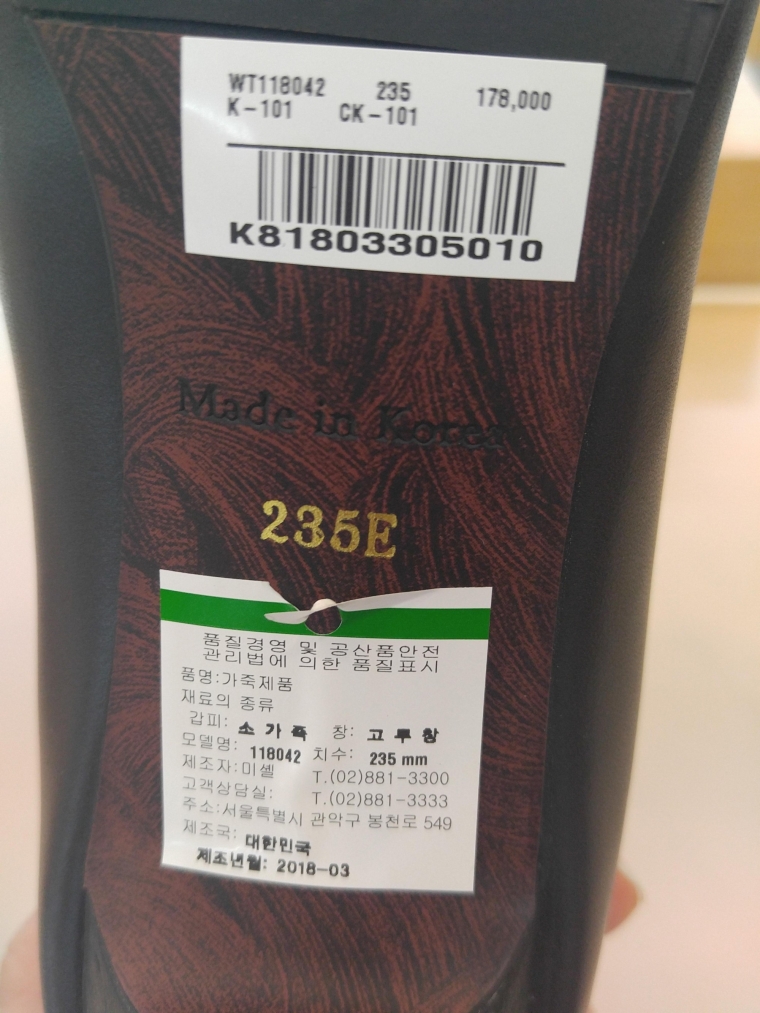 WT118042 235 178,000
K-101 CK-101
K81803305010
Made in Korea
235E
품질경영 및 공산품안전
관리법에 의한 품질표시
품명:가죽제품
재료의 종류
갑피: 소가죽 창: 고루창
모델명: 118042 치수: 235 mm
제조자:미셸 T.(02)881-3300
고객상담실: T.(02)881-3333
주소:서울특별시 관악구 봉천로 549
제조국: 대한민국
제조년월: 2018-03